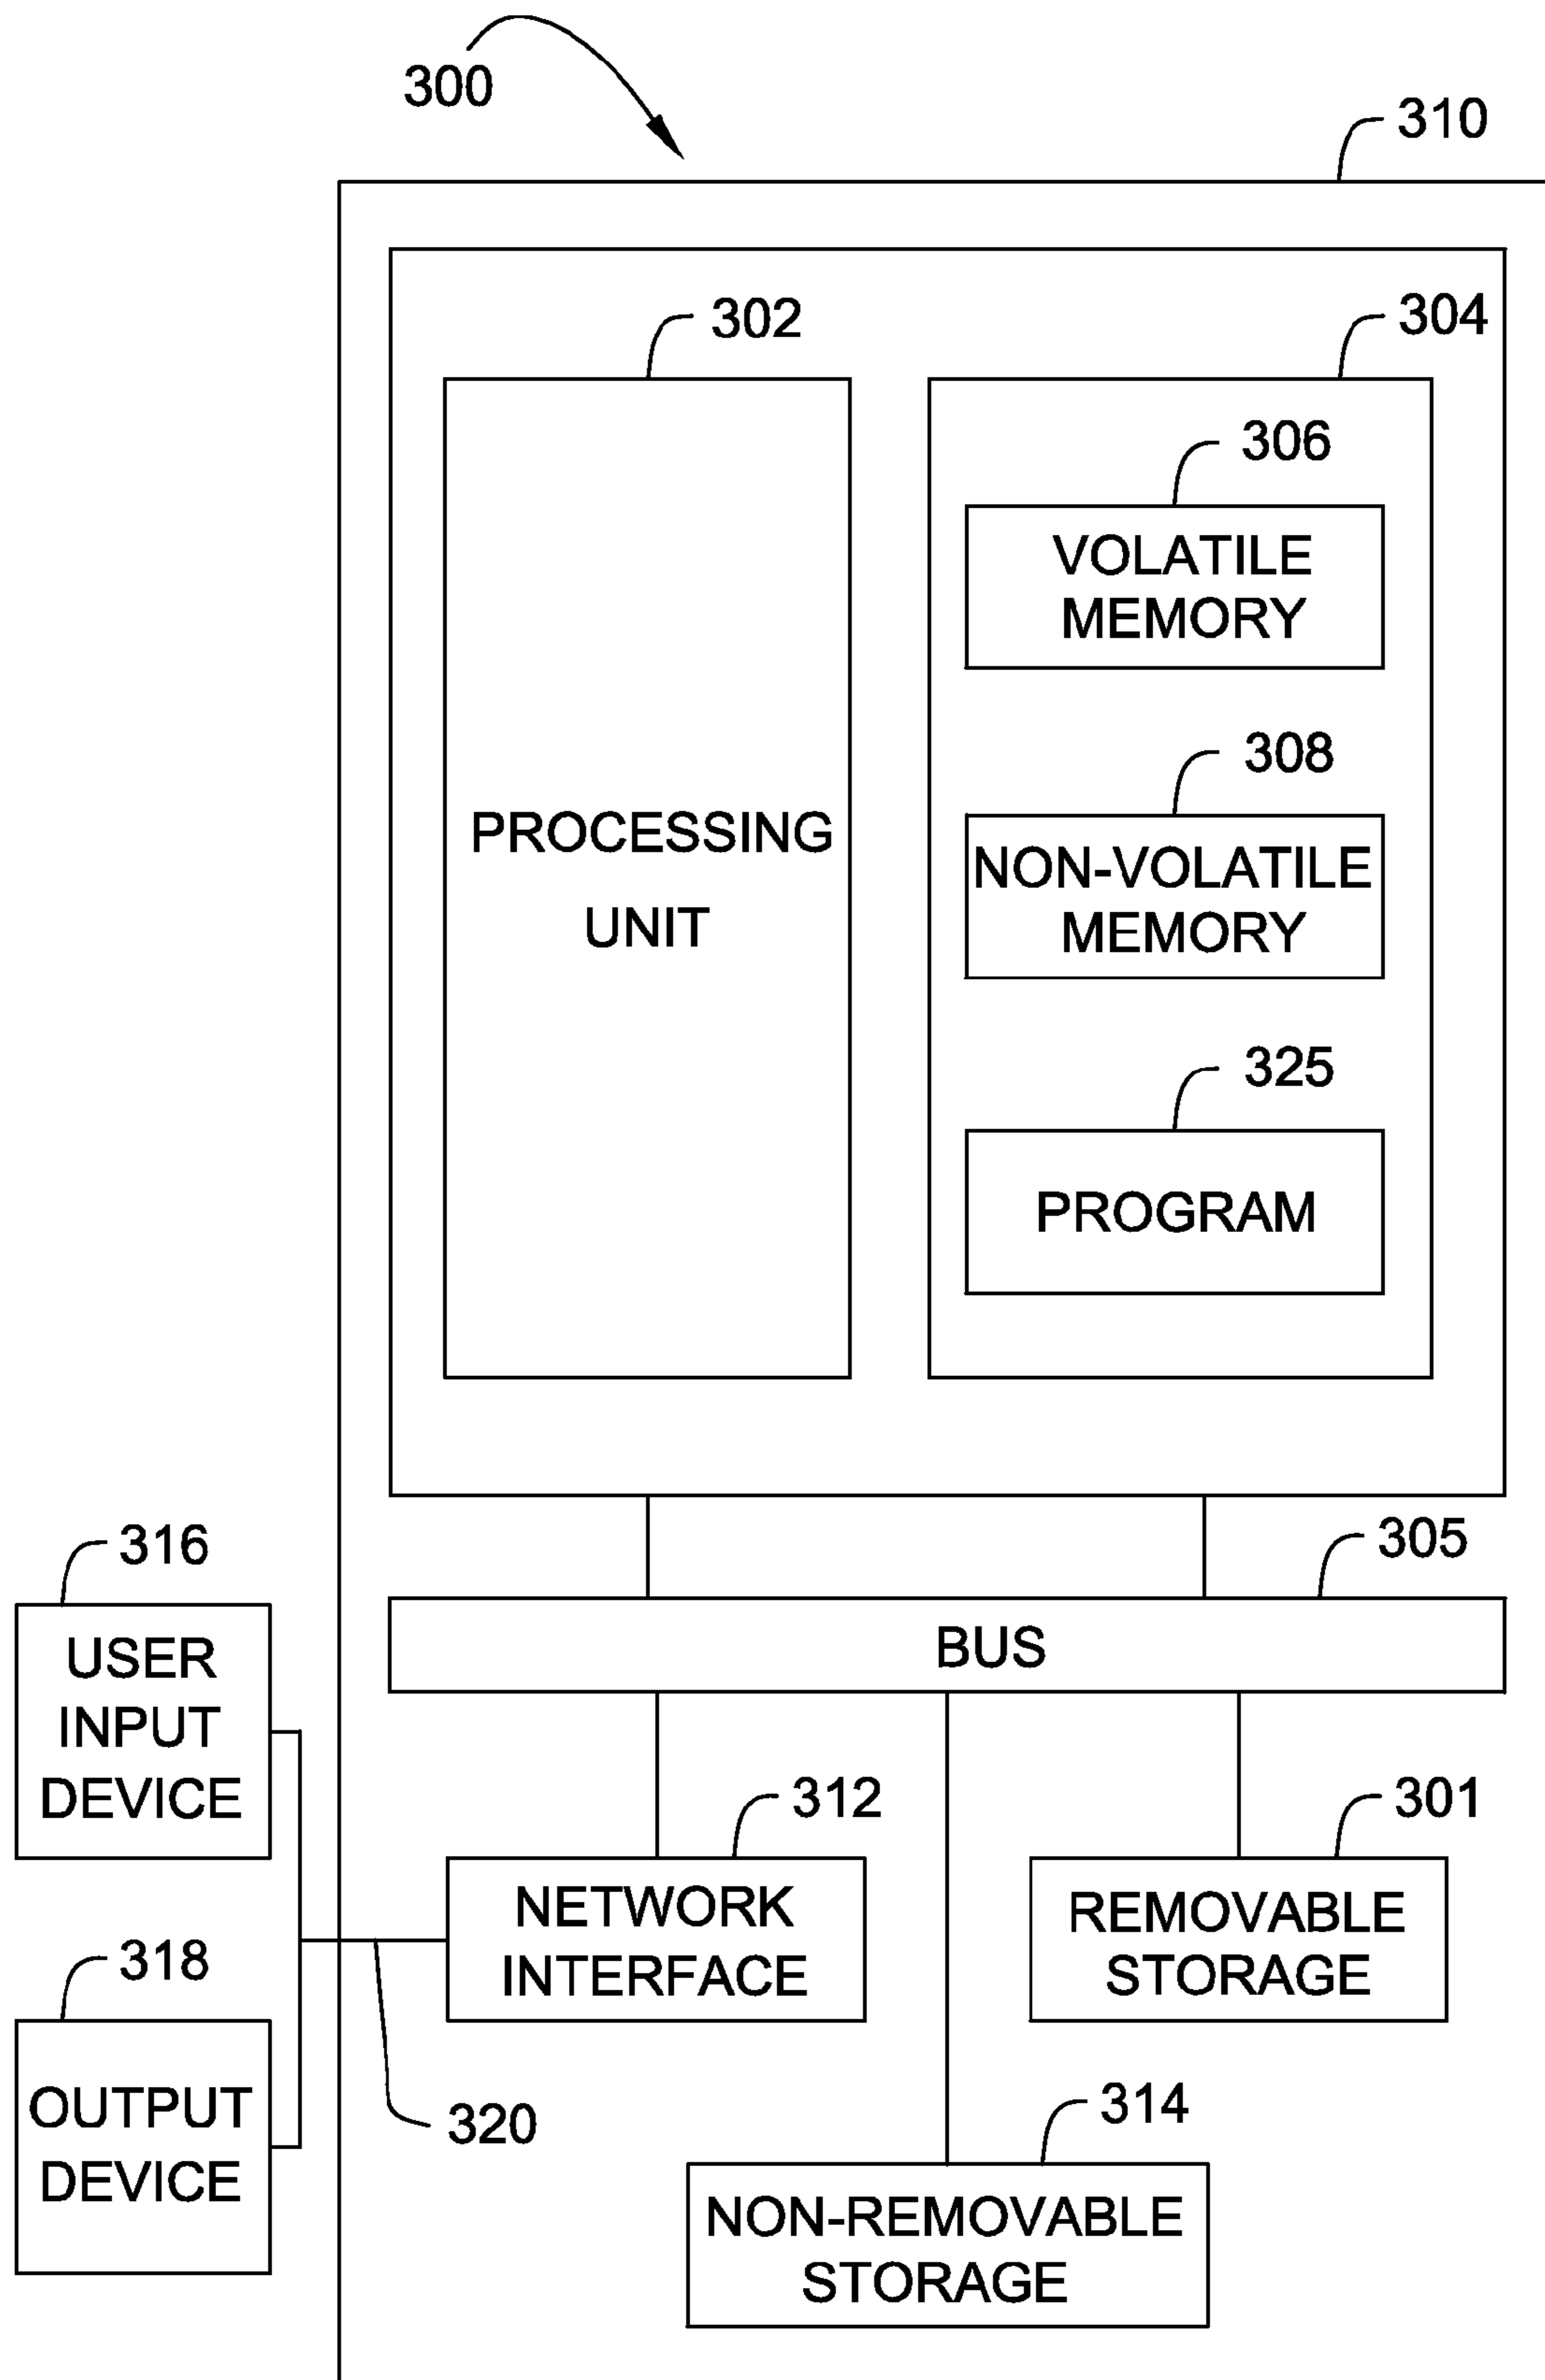 300
310
302
304
306
VOLATILE
MEMORY
308
NON-VOLATILE
MEMORY
PROCESSING
UNIT
325
PROGRAM
305
BUS
316
USER
INPUT
DEVICE
312
NETWORK
INTERFACE
301
REMOVABLE
STORAGE
318
OUTPUT
DEVICE
320
314
NON-REMOVABLE
STORAGE